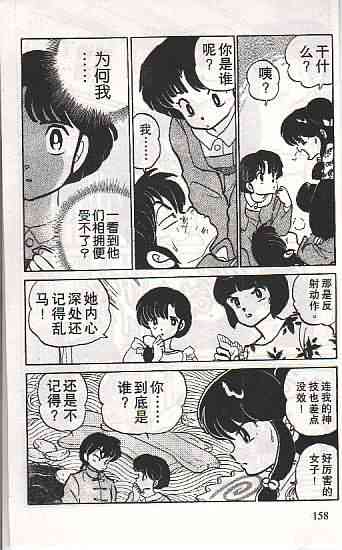 干什
么？
咦？
你是谁
呢？
我……
为何我
……
一看到他
们相拥便
受不了？
那是反
射动作。
她内心
深处还
记得乱
马！
连我的神
技也差点
没效！
好厉害的
女子！
你……
到底是
谁？
还是不
记得？
158